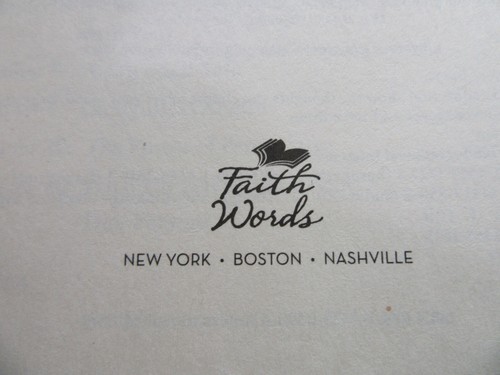 Faith
Words
NEW YORK • BOSTON • NASHVILLE